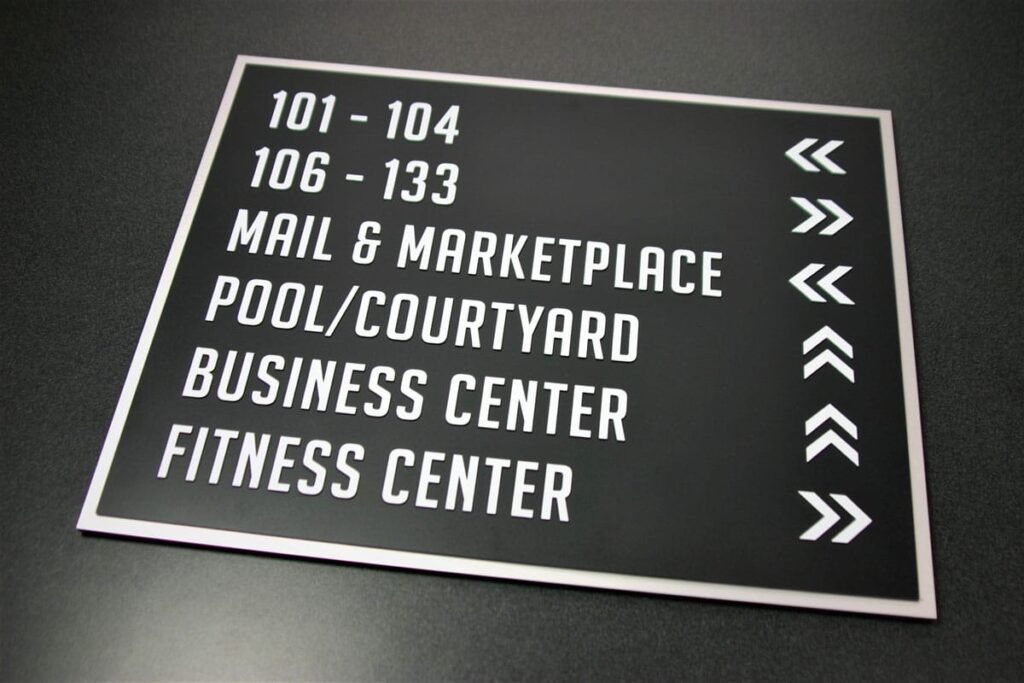 101 - 104
106 - 133
MAIL & MARKETPLACE
POOL/COURTYARD
BUSINESS CENTER
FITNESS CENTER